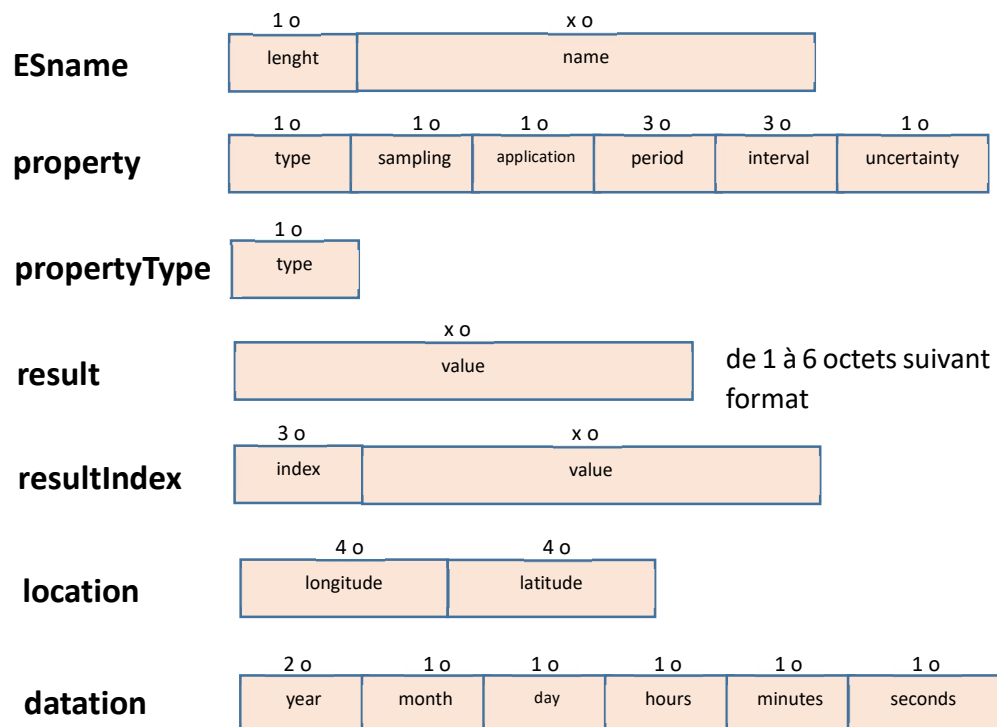 1 o x o
ESname lenght name
1 o 1 o 1 o 3 o 3 o 1 o
property type sampling application period interval uncertainty
1 o
propertyType type
x o
result value de 1 à 6 octets suivant
format
3 o x o
resultIndex index value
4 o 4 o
location longitude latitude
2 o 1 o 1 o 1 o 1 o 1 o
datation year month day hours minutes seconds